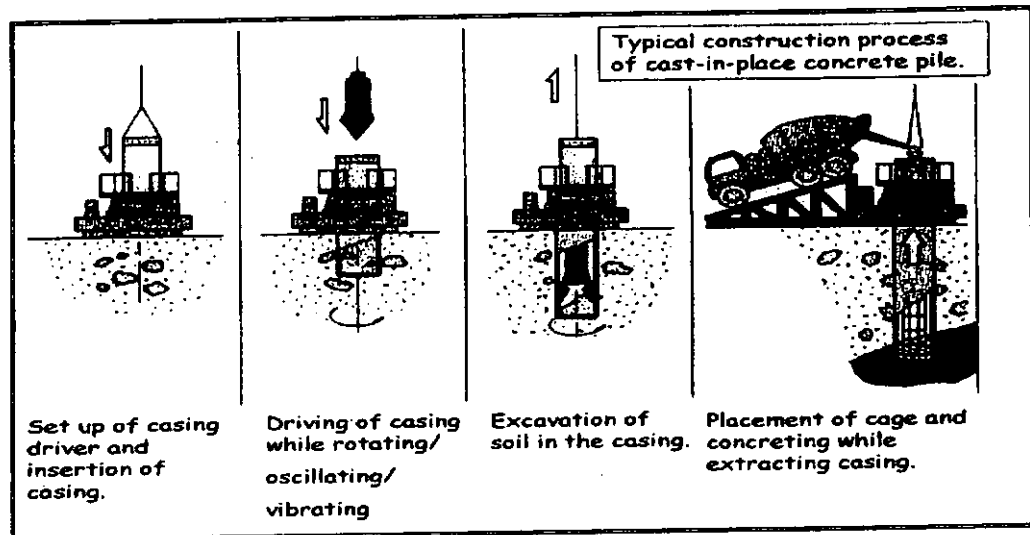 Typical construction process
of cast-in-place concrete pile.
Set up of casing
driver and
insertion of
casing.
Driving of casing
while rotating/
oscillating/
vibrating
Excavation of
soil in the casing.
Placement of cage and
concreting while
extracting casing.